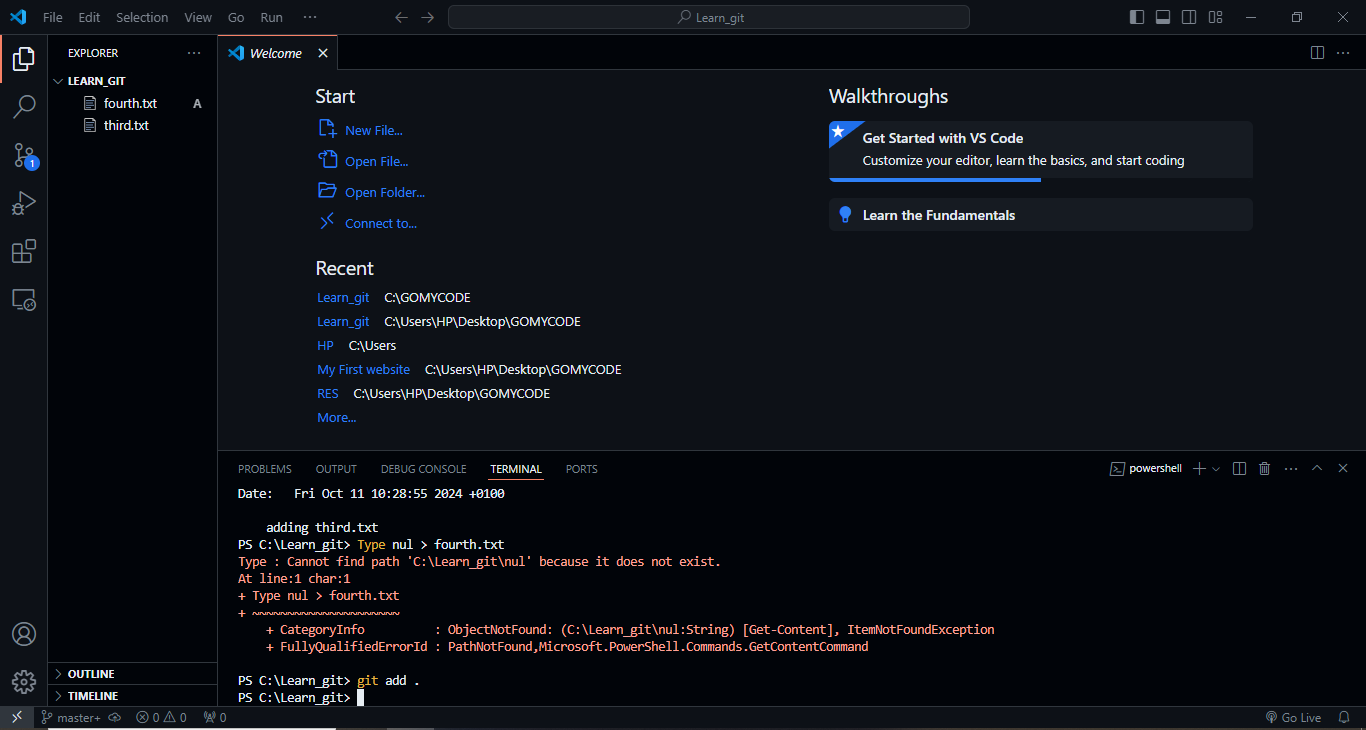 File Edit Selection View Go Run ··· Learn_git
EXPLORER ···
LEARN_GIT
fourth.txt A
third.txt
1
OUTLINE
TIMELINE
Welcome
Start
New File...
Open File...
Open Folder...
Connect to...
Recent
Learn_git C:\GOMYCODE
Learn_git C:\Users\HP\Desktop\GOMYCODE
HP C:\Users
My First website C:\Users\HP\Desktop\GOMYCODE
RES C:\Users\HP\Desktop\GOMYCODE
More...
Walkthroughs
Get Started with VS Code
Customize your editor, learn the basics, and start coding
Learn the Fundamentals
PROBLEMS OUTPUT DEBUG CONSOLE TERMINAL PORTS powershell
Date:   Fri Oct 11 10:28:55 2024 +0100
    adding third.txt
PS C:\Learn_git> Type nul > fourth.txt
Type : Cannot find path 'C:\Learn_git\nul' because it does not exist.
At line:1 char:1
+ Type nul > fourth.txt
+ ~~~~~~~~~~~~~~~~~~~~~
    + CategoryInfo          : ObjectNotFound: (C:\Learn_git\nul:String) [Get-Content], ItemNotFoundException
    + FullyQualifiedErrorId : PathNotFound,Microsoft.PowerShell.Commands.GetContentCommand
PS C:\Learn_git> git add .
PS C:\Learn_git>
master+ 0 0 0 Go Live